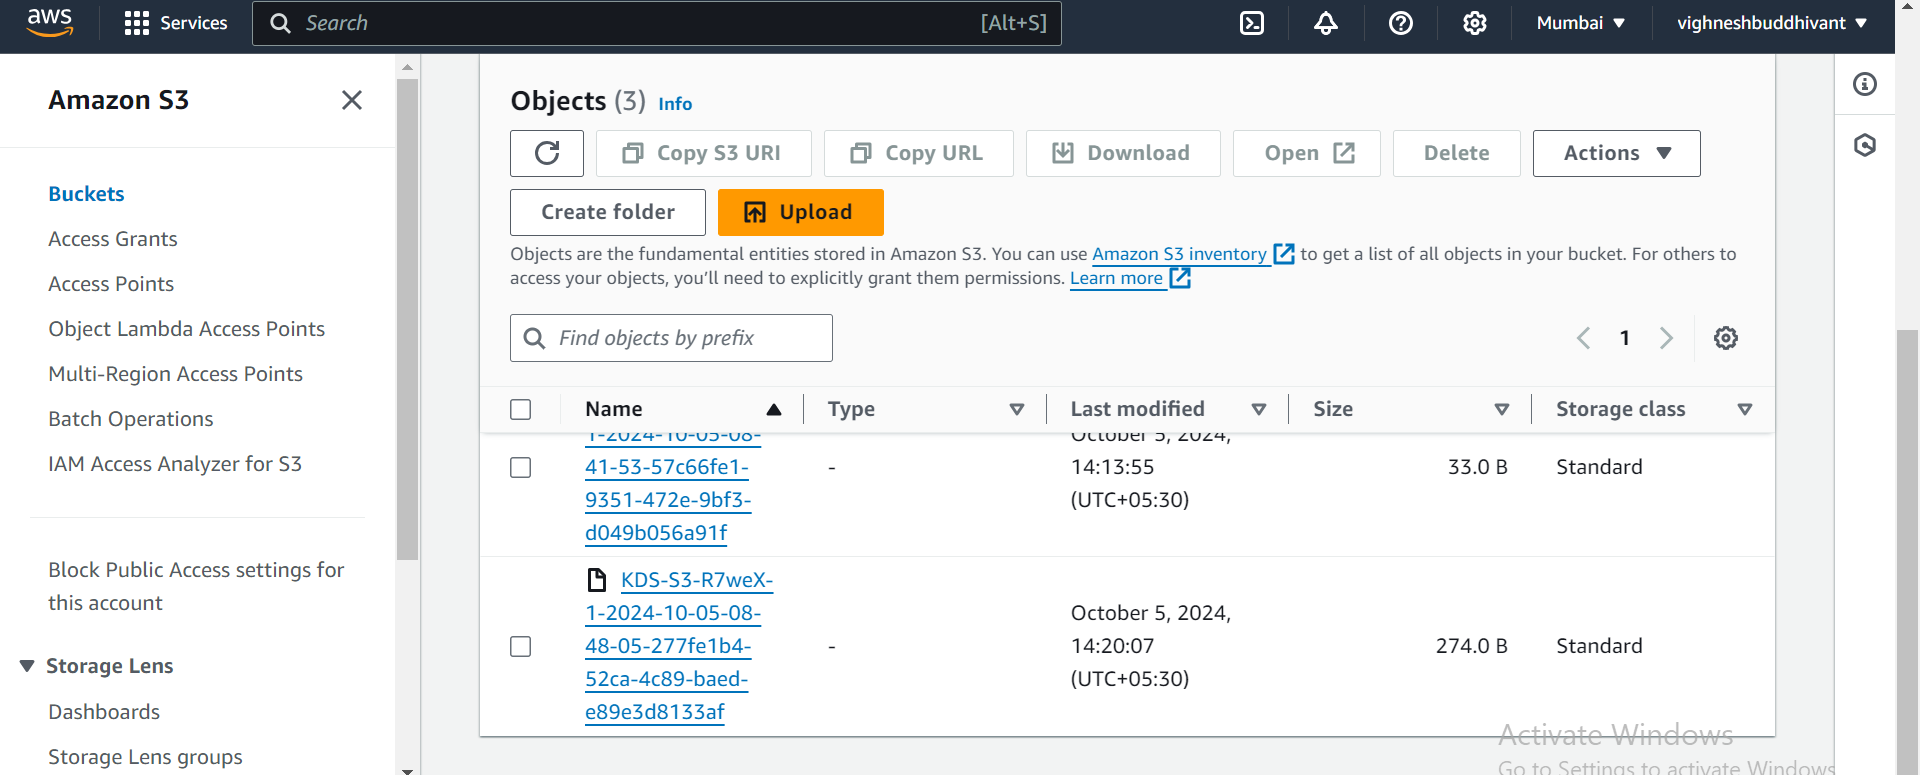 aws
Services
Search
[Alt+S]
Mumbai
vighneshbuddhivant
Amazon S3
Buckets
Access Grants
Access Points
Object Lambda Access Points
Multi-Region Access Points
Batch Operations
IAM Access Analyzer for S3
Block Public Access settings for
this account
Storage Lens
Dashboards
Storage Lens groups
Objects (3) Info
Copy S3 URI
Copy URL
Download
Open
Delete
Actions
Create folder
Upload
Objects are the fundamental entities stored in Amazon S3. You can use Amazon S3 inventory to get a list of all objects in your bucket. For others to
access your objects, you’ll need to explicitly grant them permissions. Learn more
Find objects by prefix
1
Name
Type
Last modified
Size
Storage class
1-2024-10-05-08-
41-53-57c66fe1-
9351-472e-9bf3-
d049b056a91f
-
October 5, 2024,
14:13:55
(UTC+05:30)
33.0 B
Standard
KDS-S3-R7weX-
1-2024-10-05-08-
48-05-277fe1b4-
52ca-4c89-baed-
e89e3d8133af
-
October 5, 2024,
14:20:07
(UTC+05:30)
274.0 B
Standard
Activate Windows
Go to Settings to activate Windows